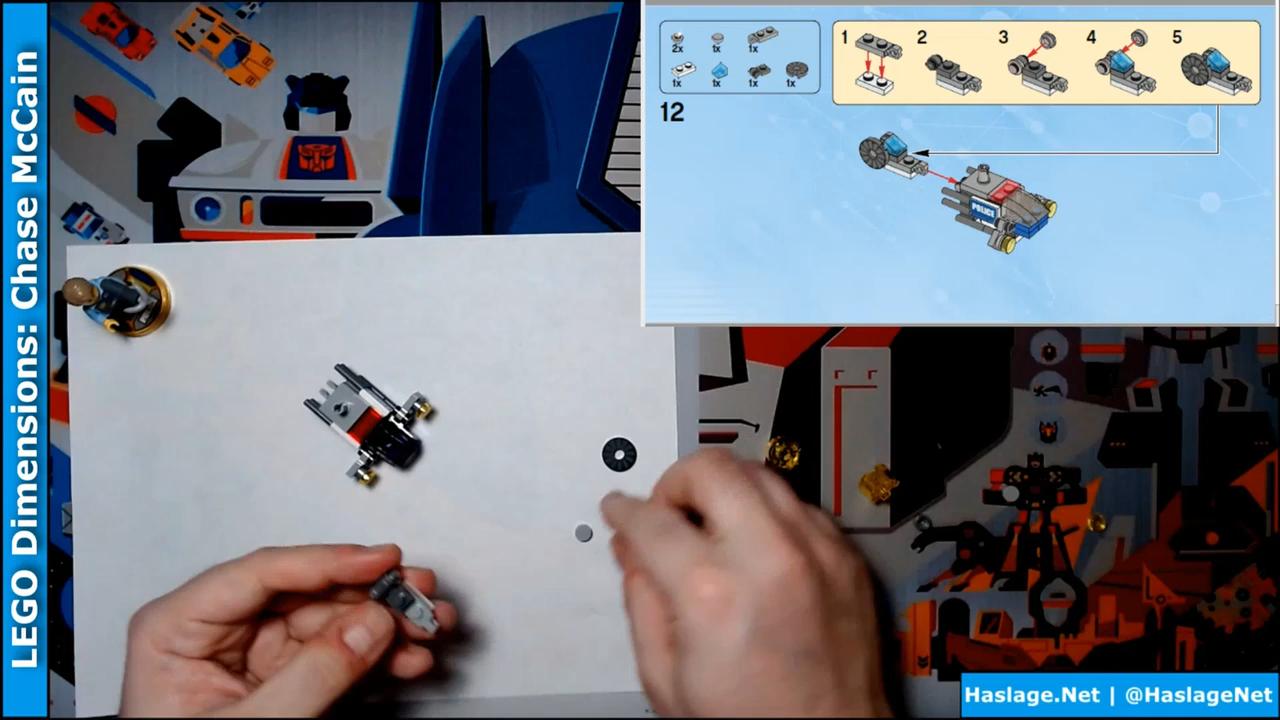 LEGO Dimensions: Chase McCain
1
2
3
4
5
2x
1x
1x
1x
1x
1x
1x
12
POLICE
Haslage.Net | @HaslageNet